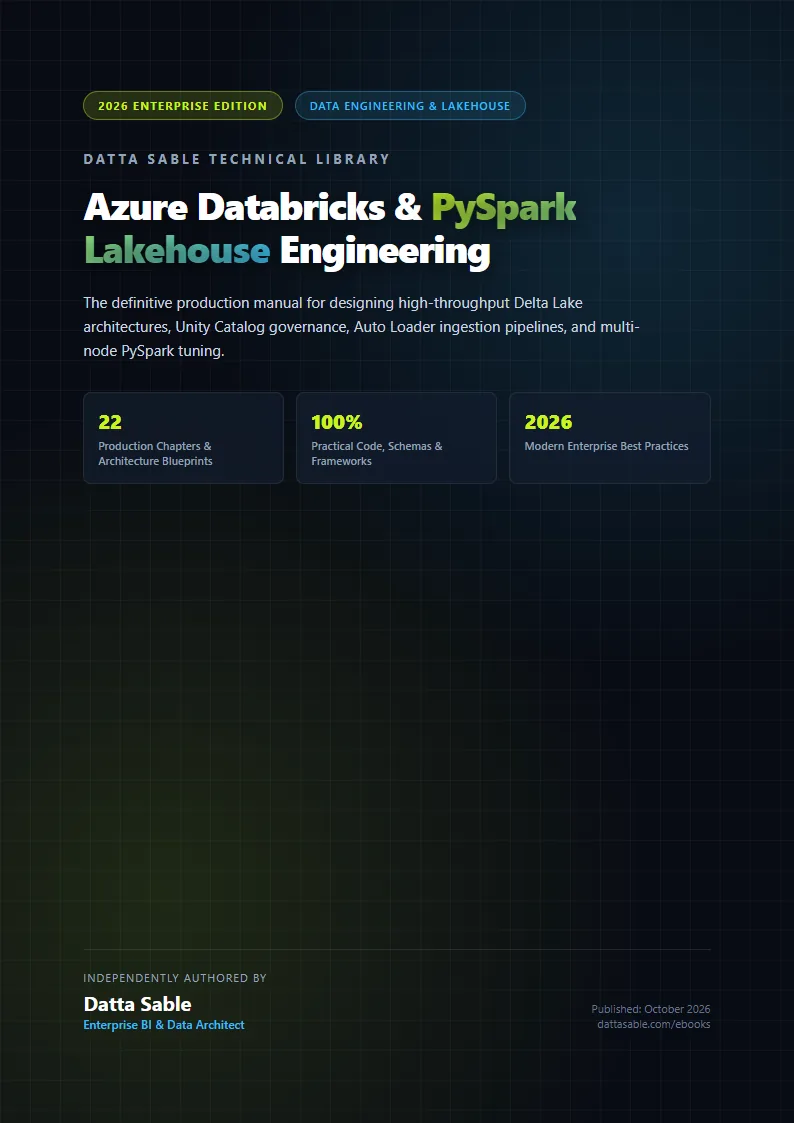 2026 ENTERPRISE EDITION
DATA ENGINEERING & LAKEHOUSE
DATTA SABLE TECHNICAL LIBRARY
Azure Databricks & PySpark
Lakehouse Engineering
The definitive production manual for designing high-throughput Delta Lake
architectures, Unity Catalog governance, Auto Loader ingestion pipelines, and multi-
node PySpark tuning.
22
Production Chapters &
Architecture Blueprints
100%
Practical Code, Schemas &
Frameworks
2026
Modern Enterprise Best Practices
INDEPENDENTLY AUTHORED BY
Datta Sable
Enterprise BI & Data Architect
Published: October 2026
dattasable.com/ebooks